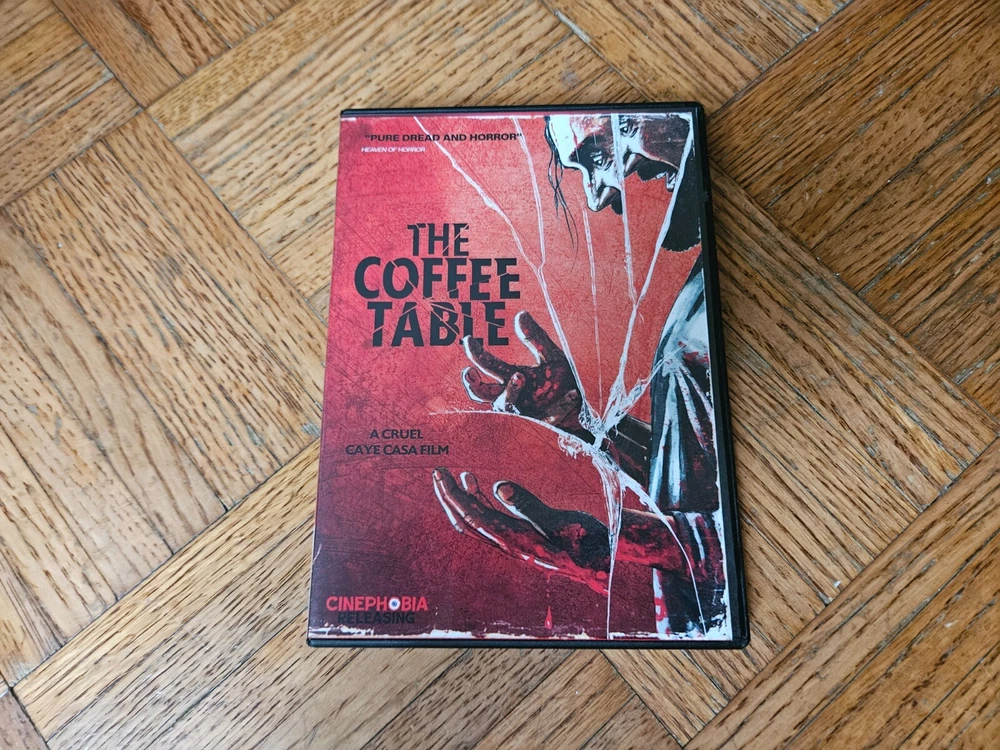 "PURE DREAD AND HORROR"
HEAVEN OF HORROR
THE
COFFEE
TABLE
A CRUEL
CAYE CASA FILM
CINEPHOBIA
RELEASING